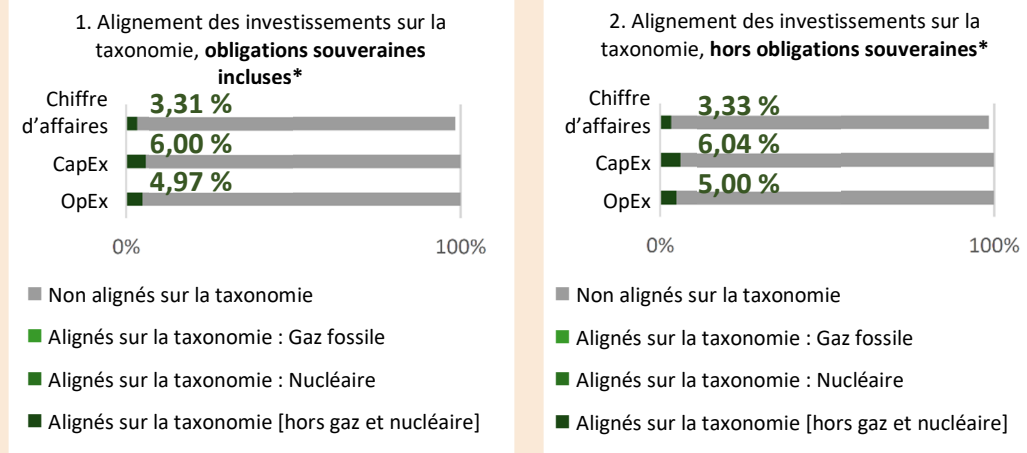 1. Alignement des investissements sur la
taxonomie, obligations souveraines
incluses*
Chiffre
d’affaires
3,31 %
CapEx
6,00 %
OpEx
4,97 %
0%
100%
Non alignés sur la taxonomie
Alignés sur la taxonomie : Gaz fossile
Alignés sur la taxonomie : Nucléaire
Alignés sur la taxonomie [hors gaz et nucléaire]
2. Alignement des investissements sur la
taxonomie, hors obligations souveraines*
Chiffre
d’affaires
3,33 %
CapEx
6,04 %
OpEx
5,00 %
0%
100%
Non alignés sur la taxonomie
Alignés sur la taxonomie : Gaz fossile
Alignés sur la taxonomie : Nucléaire
Alignés sur la taxonomie [hors gaz et nucléaire]